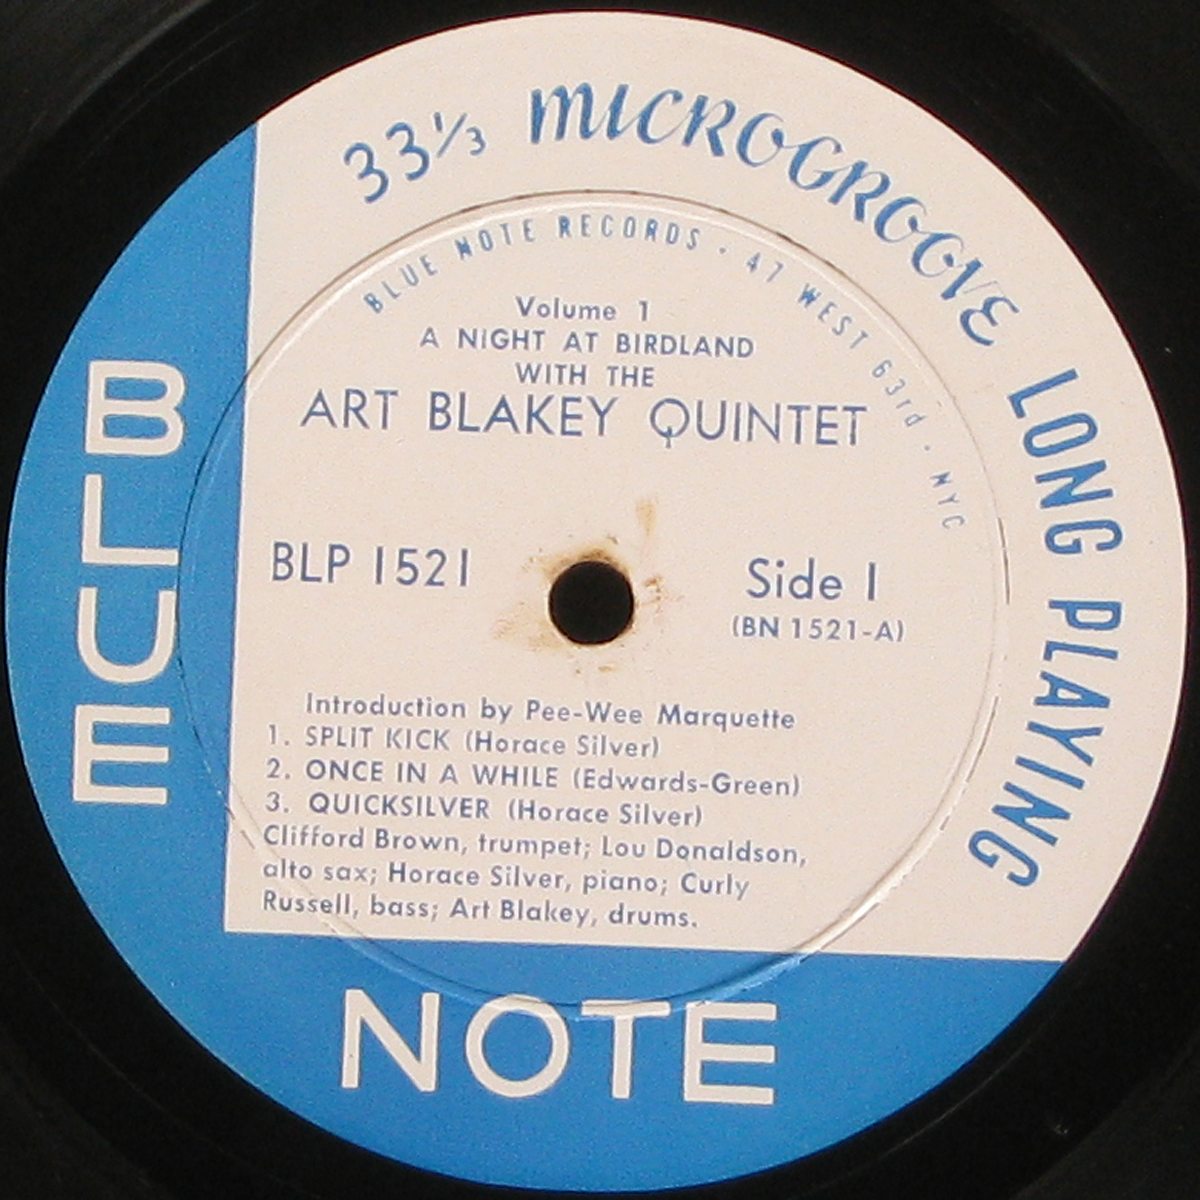 33⅓ MICROGROOVE LONG PLAYING
BLUE NOTE RECORDS · 47 WEST 63rd · NYC
Volume 1
A NIGHT AT BIRDLAND
WITH THE
ART BLAKEY QUINTET
BLP 1521
Side 1
(BN 1521-A)
Introduction by Pee-Wee Marquette
1. SPLIT KICK (Horace Silver)
2. ONCE IN A WHILE (Edwards-Green)
3. QUICKSILVER (Horace Silver)
Clifford Brown, trumpet; Lou Donaldson,
alto sax; Horace Silver, piano; Curly
Russell, bass; Art Blakey, drums.
BLUE
NOTE